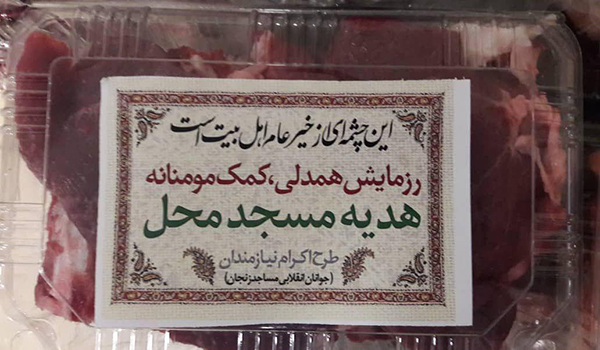 این چشمه‌ای از خیر عام اهل بیت است
رزمایش همدلی، کمک مومنانه
هدیه مسجد محل
طرح اکرام نیازمندان
(جوانان انقلابی مساجد زنجان)